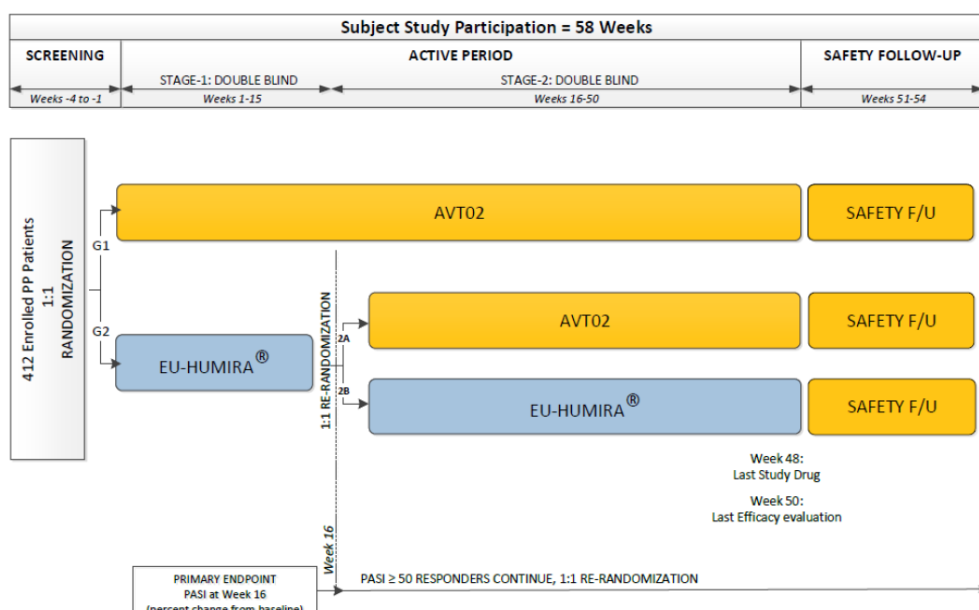 Subject Study Participation = 58 Weeks
SCREENING
ACTIVE PERIOD
SAFETY FOLLOW-UP
STAGE-1: DOUBLE BLIND
STAGE-2: DOUBLE BLIND
Weeks -4 to -1
Weeks 1-15
Weeks 16-50
Weeks 51-54
412 Enrolled PP Patients
1:1
RANDOMIZATION
G1
G2
AVT02
SAFETY F/U
EU-HUMIRA®
1:1 RE-RANDOMIZATION
2A
2B
AVT02
SAFETY F/U
EU-HUMIRA®
SAFETY F/U
Week 48:
Last Study Drug
Week 50:
Last Efficacy evaluation
Week 16
PRIMARY ENDPOINT
PASI at Week 16
(percent change from baseline)
PASI ≥ 50 RESPONDERS CONTINUE, 1:1 RE-RANDOMIZATION